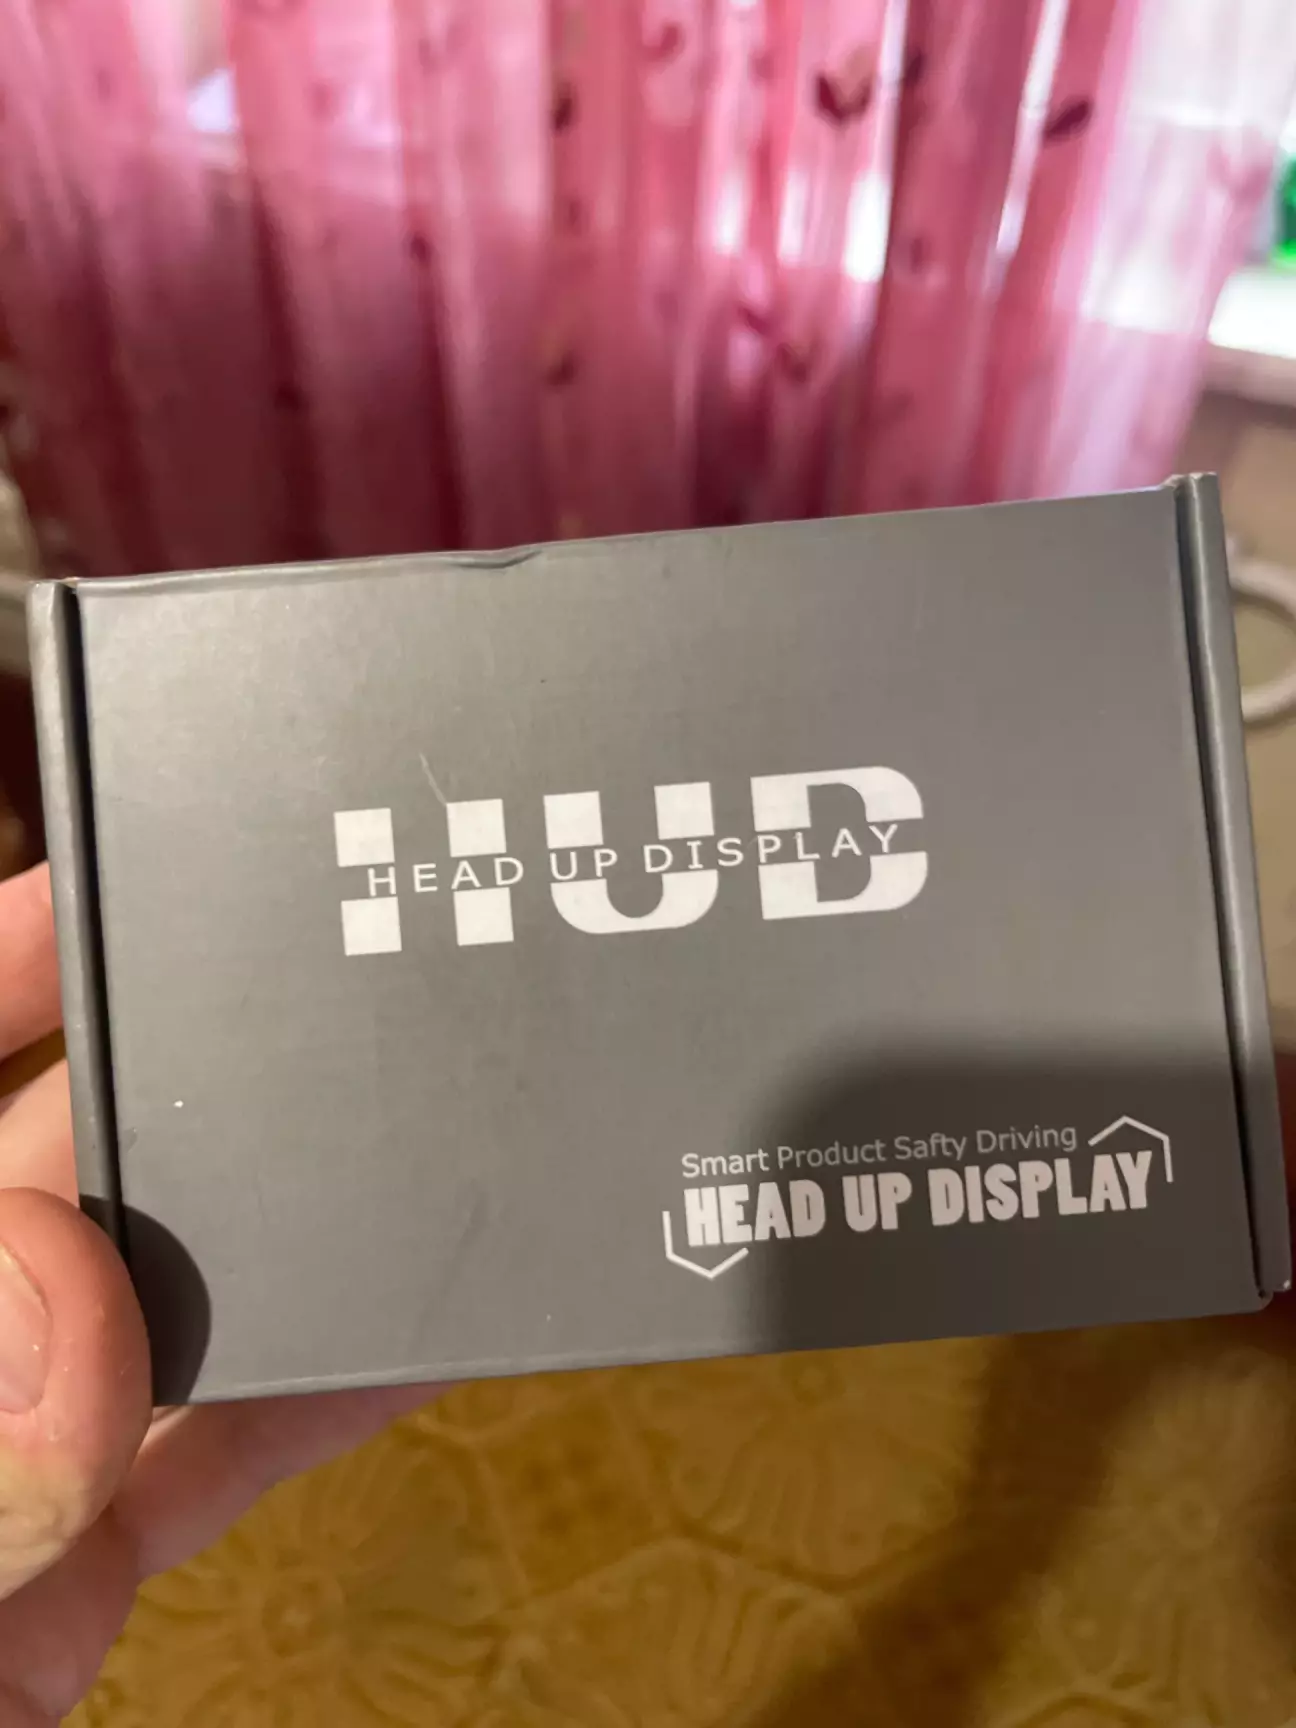 HUD
HEAD UP DISPLAY
Smart Product Safty Driving
HEAD UP DISPLAY